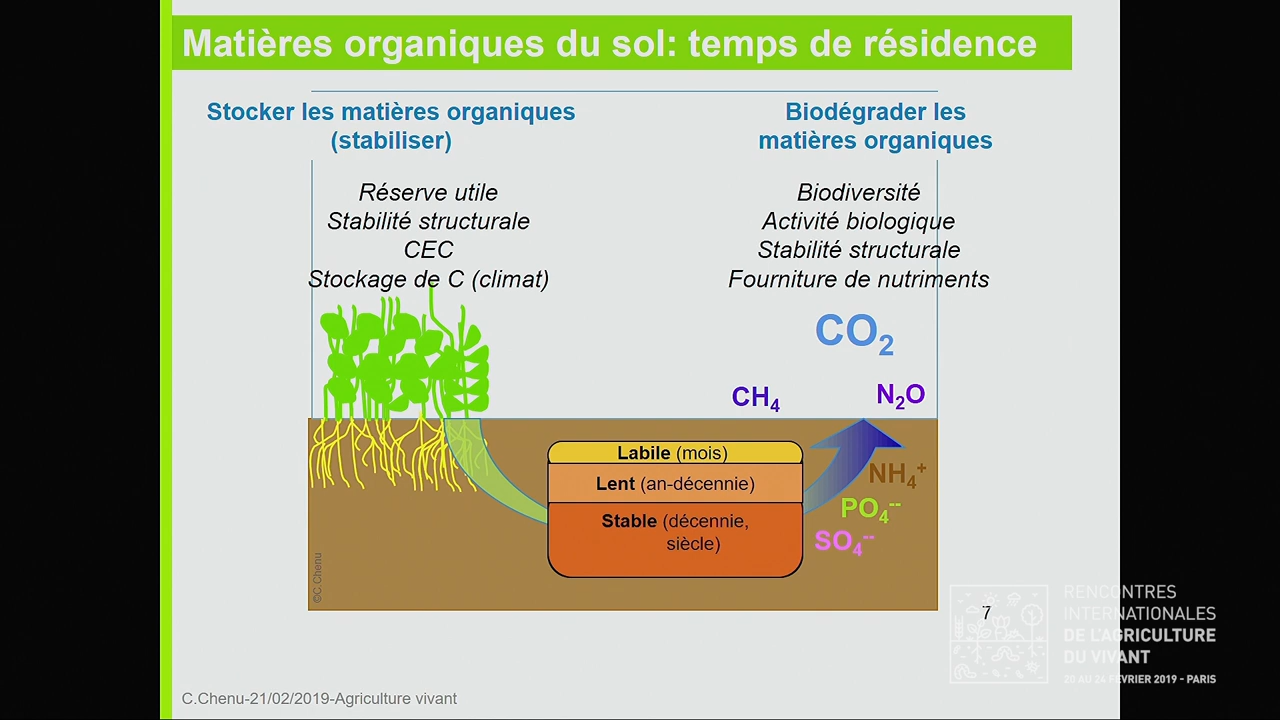 Matières organiques du sol: temps de résidence
Stocker les matières organiques
(stabiliser)
Biodégrader les
matières organiques
Réserve utile
Stabilité structurale
CEC
Stockage de C (climat)
Biodiversité
Activité biologique
Stabilité structurale
Fourniture de nutriments
CO2
CH4
N2O
Labile (mois)
Lent (an-décennie)
Stable (décennie,
siècle)
NH4+
PO4--
SO4--
©C.Chenu
7
RENCONTRES
INTERNATIONALES
DE L'AGRICULTURE
DU VIVANT
20 AU 24 FÉVRIER 2019 - PARIS
C.Chenu-21/02/2019-Agriculture vivant